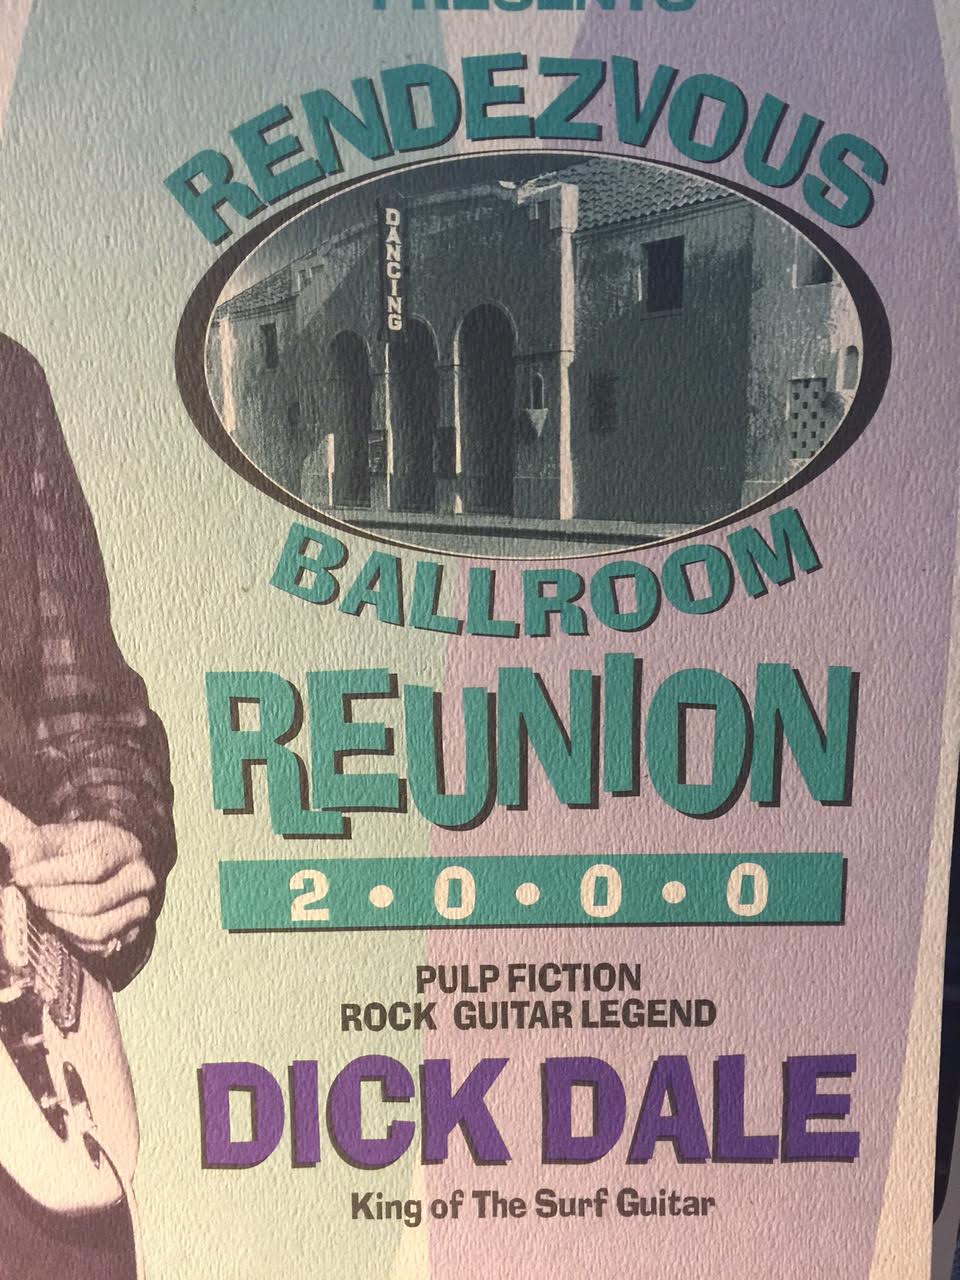 PRESENTS
RENDEZVOUS
DANCING
BALLROOM
REUNION
2•0•0•0
PULP FICTION
ROCK GUITAR LEGEND
DICK DALE
King of The Surf Guitar